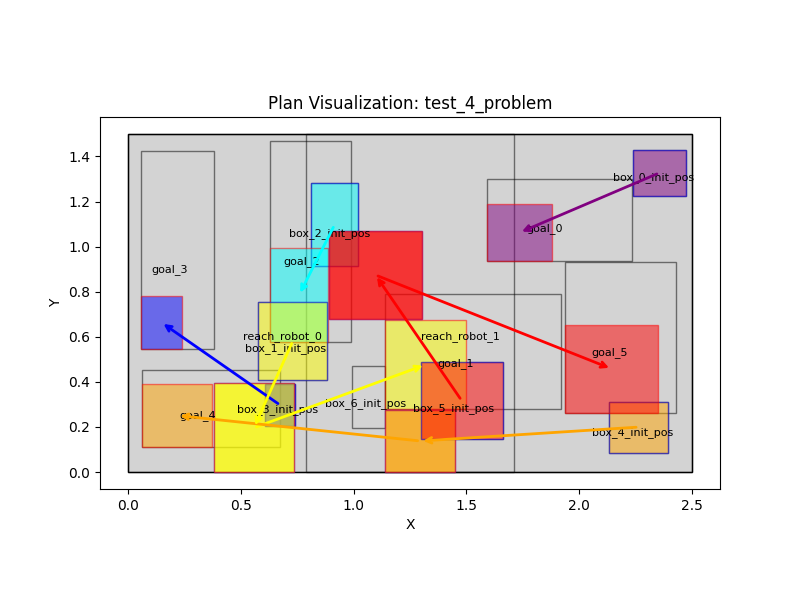 Plan Visualization: test_4_problem
box_0_init_pos
goal_0
box_2_init_pos
goal_3
reach_robot_0
reach_robot_1
box_1_init_pos
goal_5
goal_1
box_6_init_pos
box_3_init_pos
box_5_init_pos
goal_4
box_4_init_pos
Y
1.4
1.2
1.0
0.8
0.6
0.4
0.2
0.0
0.0 0.5 1.0 1.5 2.0 2.5
X